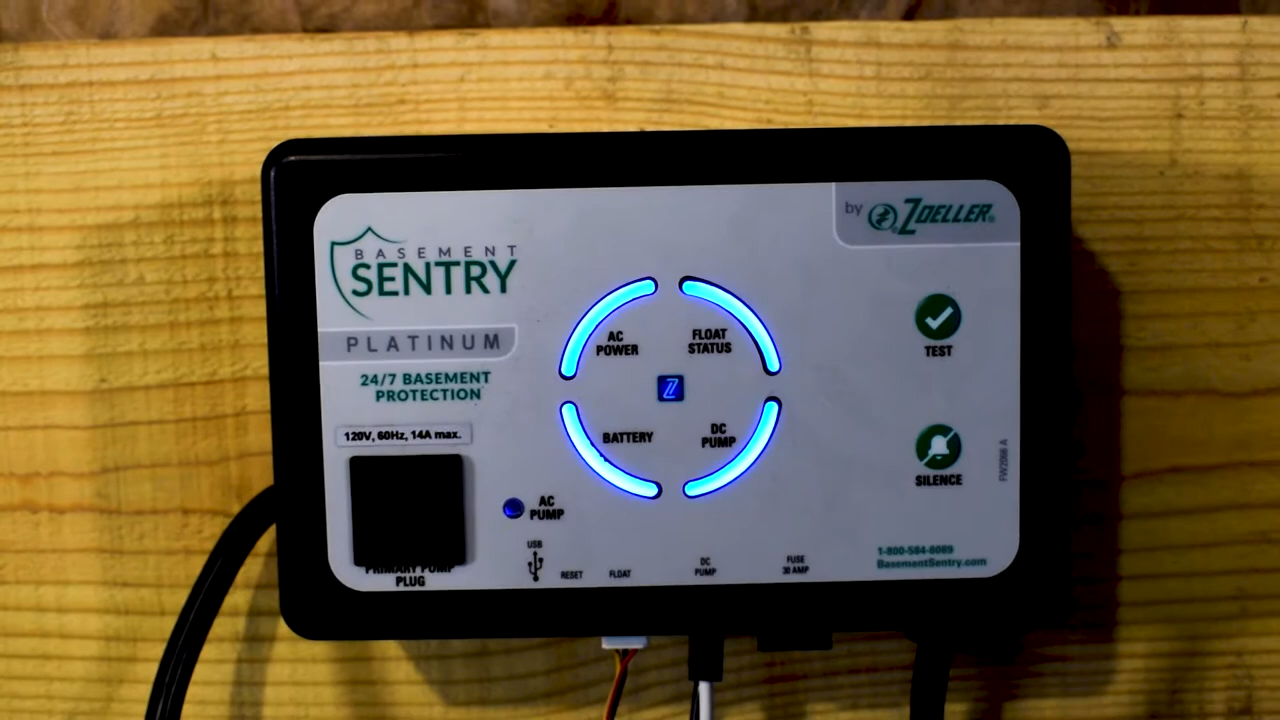 BASEMENT
SENTRY
PLATINUM
24/7 BASEMENT
PROTECTION
120V, 60Hz, 14A max.
PRIMARY PUMP
PLUG
AC
PUMP
USB
RESET
FLOAT
DC
PUMP
FUSE
30 AMP
AC
POWER
FLOAT
STATUS
Z
BATTERY
DC
PUMP
by ZOELLER®
TEST
SILENCE
FW2068 A
1-800-584-8089
BasementSentry.com